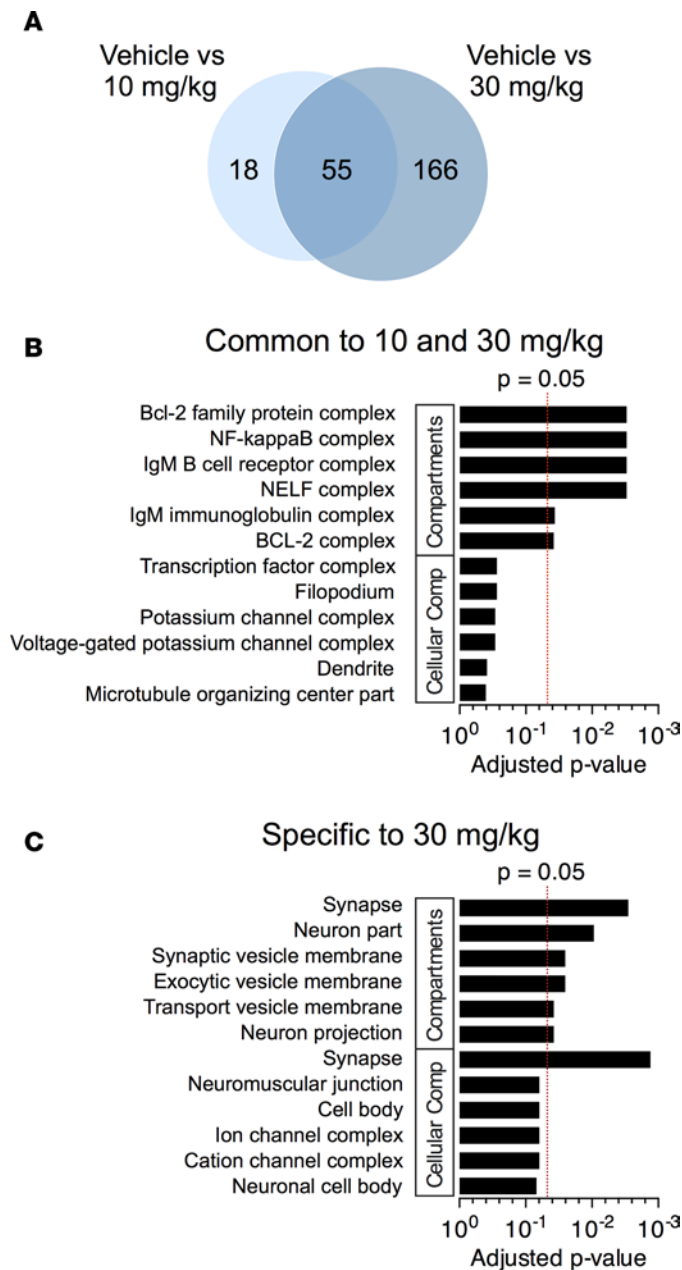 A
Vehicle vs
10 mg/kg
Vehicle vs
30 mg/kg
18
55
166
B
Common to 10 and 30 mg/kg
p = 0.05
Bcl-2 family protein complex
NF-kappaB complex
IgM B cell receptor complex
NELF complex
IgM immunoglobulin complex
BCL-2 complex
Transcription factor complex
Filopodium
Potassium channel complex
Voltage-gated potassium channel complex
Dendrite
Microtubule organizing center part
Compartments
Cellular Comp
10⁰ 10⁻¹ 10⁻² 10⁻³
Adjusted p-value
C
Specific to 30 mg/kg
p = 0.05
Synapse
Neuron part
Synaptic vesicle membrane
Exocytic vesicle membrane
Transport vesicle membrane
Neuron projection
Synapse
Neuromuscular junction
Cell body
Ion channel complex
Cation channel complex
Neuronal cell body
Compartments
Cellular Comp
10⁰ 10⁻¹ 10⁻² 10⁻³
Adjusted p-value